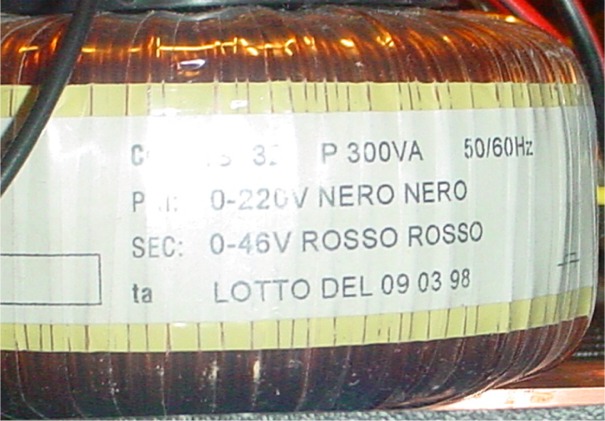 P 300VA 50/60Hz
0-220V NERO NERO
SEC: 0-46V ROSSO ROSSO
ta LOTTO DEL 09 03 98